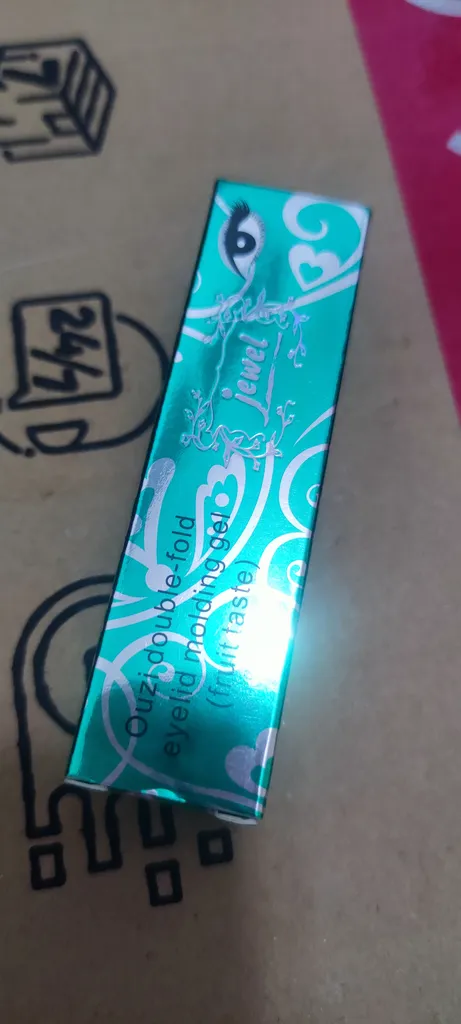 jewel
Ouzi double-fold
eyelid molding gel
(fruit taste)
24/7